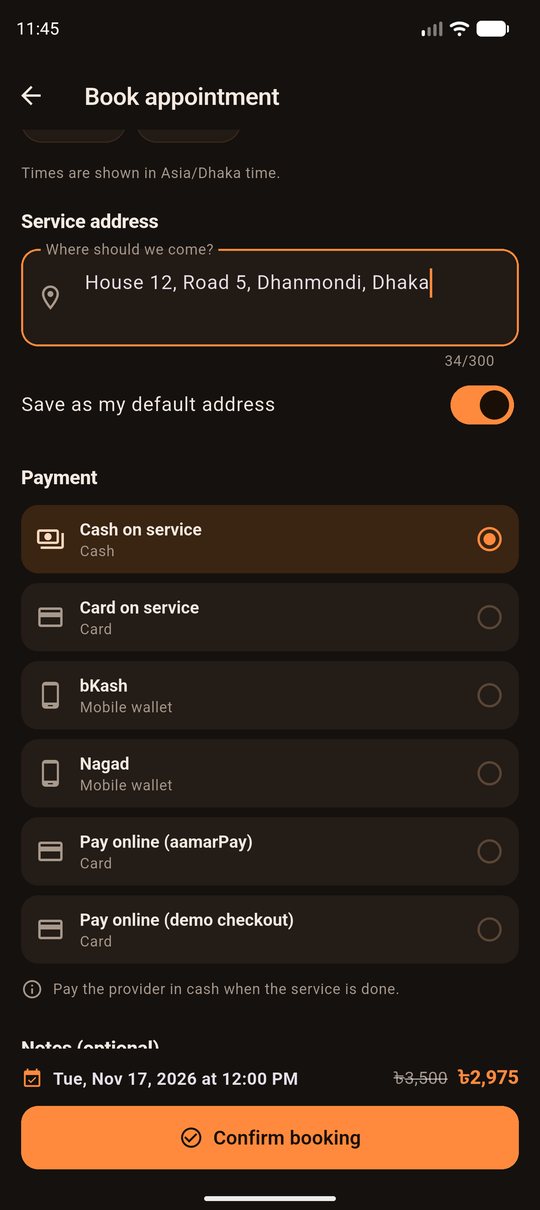 11:45
Book appointment
Times are shown in Asia/Dhaka time.
Service address
Where should we come?
House 12, Road 5, Dhanmondi, Dhaka
34/300
Save as my default address
Payment
Cash on service
Cash
Card on service
Card
bKash
Mobile wallet
Nagad
Mobile wallet
Pay online (aamarPay)
Card
Pay online (demo checkout)
Card
Pay the provider in cash when the service is done.
Notes (optional)
Tue, Nov 17, 2026 at 12:00 PM ৳3,500 ৳2,975
Confirm booking